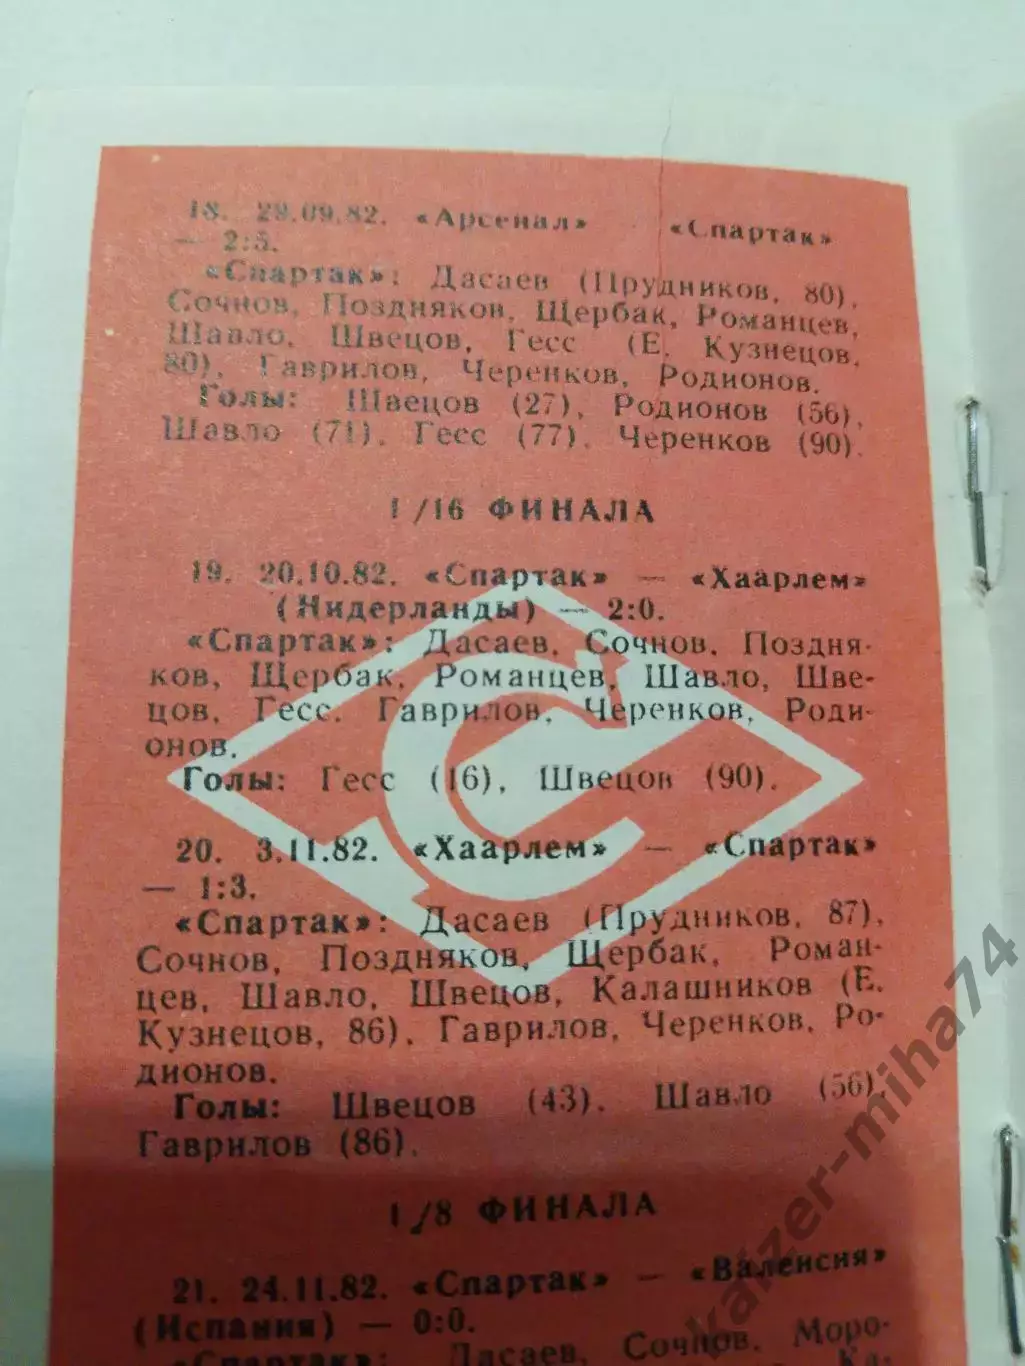 18. 29.09.82. «Арсенал» «Спартак»
— 2:5.
«Спартак»: Дасаев (Прудников, 80),
Сочнов, Поздняков, Щербак, Романцев,
Шавло, Швецов, Гесс (Е. Кузнецов,
80), Гаврилов, Черенков, Родионов.
Голы: Швецов (27), Родионов (56),
Шавло (71), Гесс (77), Черенков (90).
1/16 ФИНАЛА
19. 20.10.82. «Спартак» — «Хаарлем»
(Нидерланды) — 2:0.
«Спартак»: Дасаев, Сочнов, Поздня-
ков, Щербак, Романцев, Шавло, Шве-
цов, Гесс, Гаврилов, Черенков, Роди-
онов.
Голы: Гесс (16), Швецов (90).
20. 3.11.82. «Хаарлем» — «Спартак»
— 1:3.
«Спартак»: Дасаев (Прудников, 87),
Сочнов, Поздняков, Щербак, Роман-
цев, Шавло, Швецов, Калашников (Е.
Кузнецов, 86), Гаврилов, Черенков, Ро-
дионов.
Голы: Швецов (43), Шавло (56),
Гаврилов (86).
1/8 ФИНАЛА
21. 24.11.82. «Спартак» — «Валенсия»
(Испания) — 0:0.
«Спартак»: Дасаев, Сочнов, Моро-
kaizer-miha74